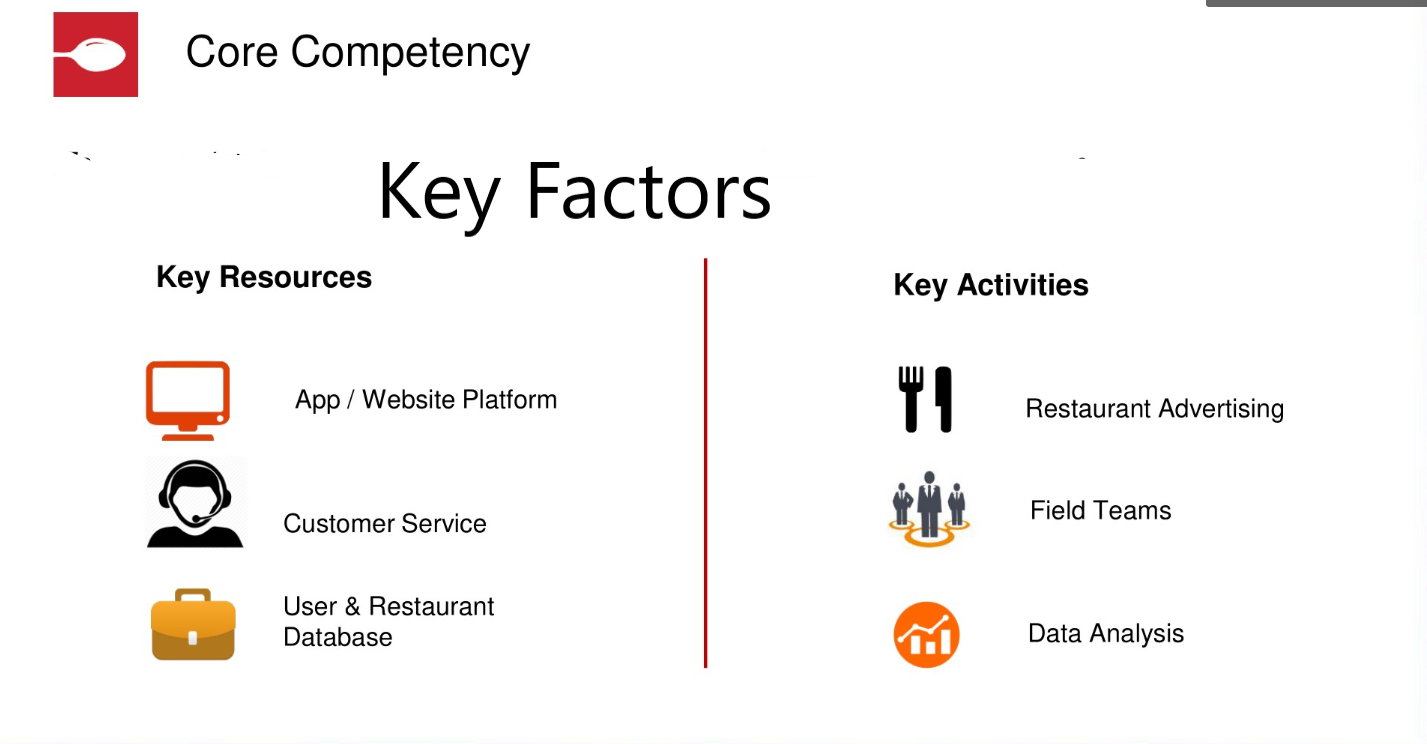 Core Competency
Key Factors
Key Resources
App / Website Platform
Customer Service
User & Restaurant
Database
Key Activities
Restaurant Advertising
Field Teams
Data Analysis